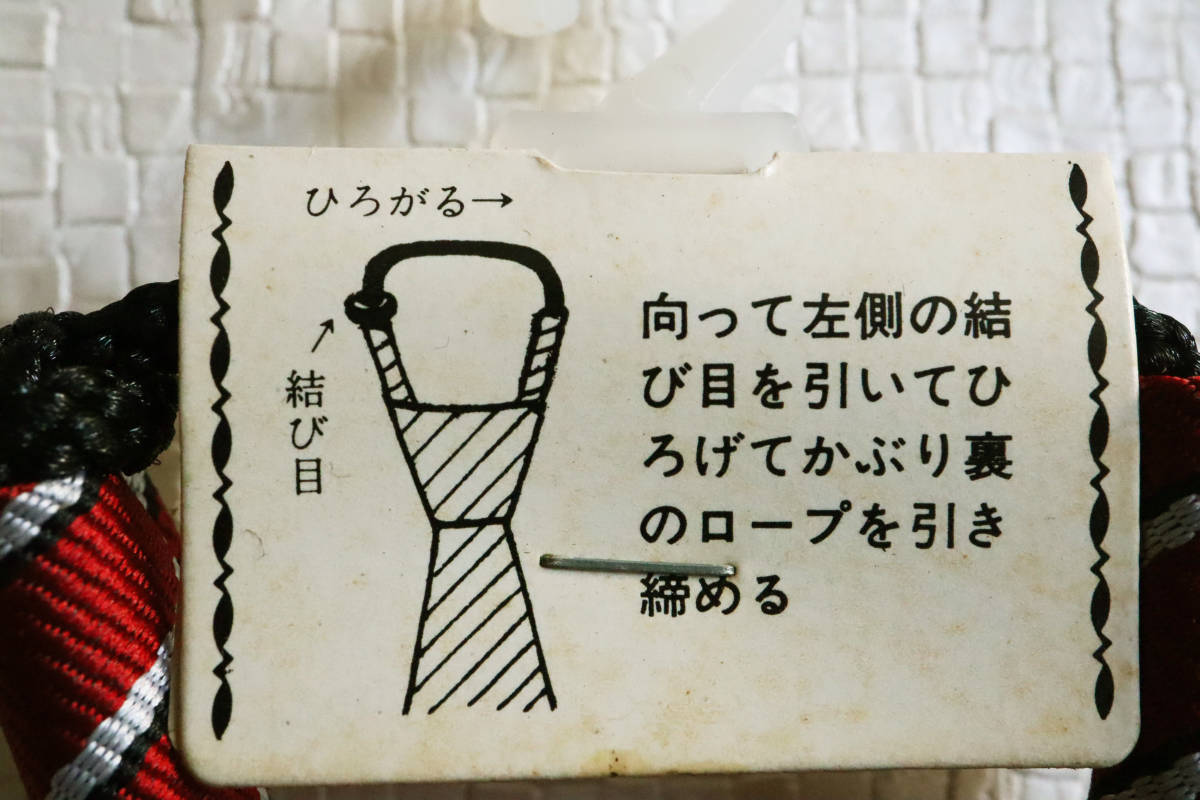 ひろがる→
結び目
向って左側の結
び目を引いてひ
ろげてかぶり裏
のロープを引き
締める